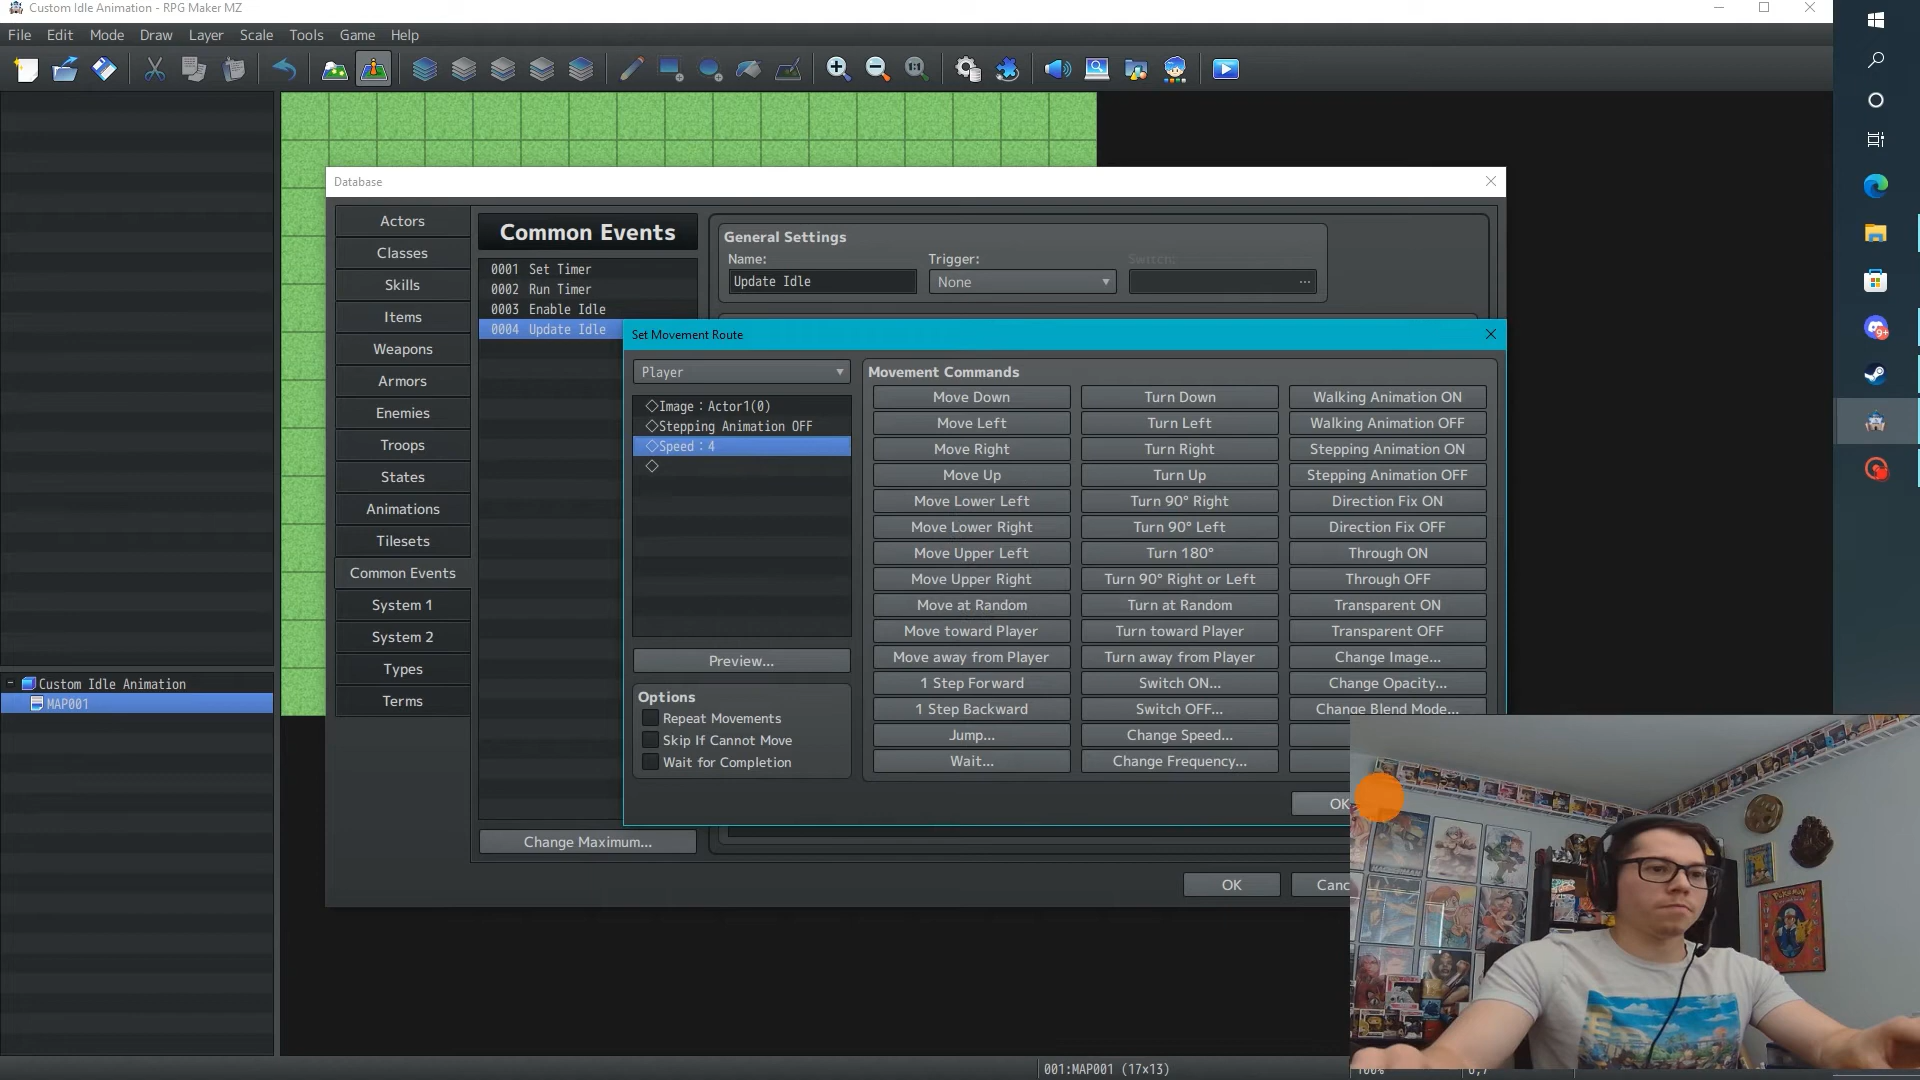 Custom Idle Animation - RPG Maker MZ
File Edit Mode Draw Layer Scale Tools Game Help
1:1
Database
Actors
Classes
Skills
Items
Weapons
Armors
Enemies
Troops
States
Animations
Tilesets
Common Events
System 1
System 2
Types
Terms
Common Events
0001 Set Timer
0002 Run Timer
0003 Enable Idle
0004 Update Idle
Change Maximum...
General Settings
Name:
Update Idle
Trigger:
None
Switch:
...
Set Movement Route
Player
◇Image：Actor1(0)
◇Stepping Animation OFF
◇Speed：4
◇
Preview...
Options
Repeat Movements
Skip If Cannot Move
Wait for Completion
Movement Commands
Move Down
Move Left
Move Right
Move Up
Move Lower Left
Move Lower Right
Move Upper Left
Move Upper Right
Move at Random
Move toward Player
Move away from Player
1 Step Forward
1 Step Backward
Jump...
Wait...
Turn Down
Turn Left
Turn Right
Turn Up
Turn 90° Right
Turn 90° Left
Turn 180°
Turn 90° Right or Left
Turn at Random
Turn toward Player
Turn away from Player
Switch ON...
Switch OFF...
Change Speed...
Change Frequency...
Walking Animation ON
Walking Animation OFF
Stepping Animation ON
Stepping Animation OFF
Direction Fix ON
Direction Fix OFF
Through ON
Through OFF
Transparent ON
Transparent OFF
Change Image...
Change Opacity...
Change Blend Mode...
OK
OK
Canc
Custom Idle Animation
MAP001
9+
001:MAP001 (17x13)
100%